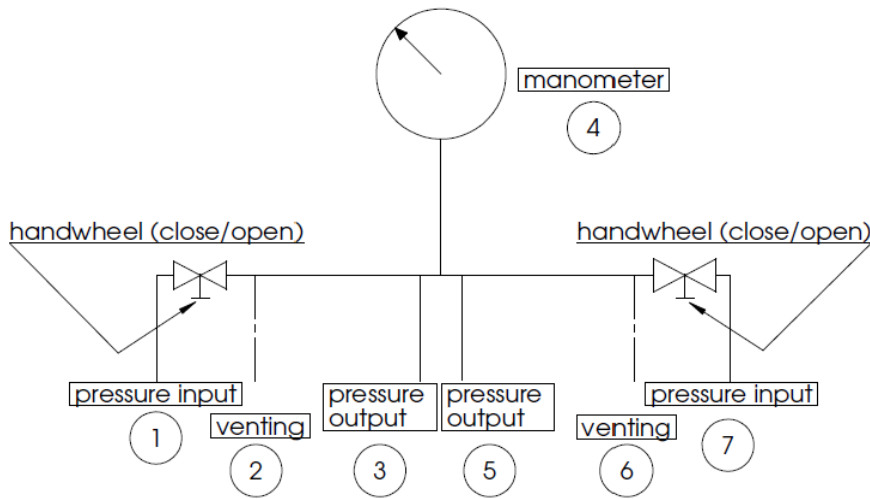 manometer
4
handwheel (close/open)
handwheel (close/open)
pressure input
pressure output
pressure output
pressure input
venting
venting
1
2
3
5
6
7